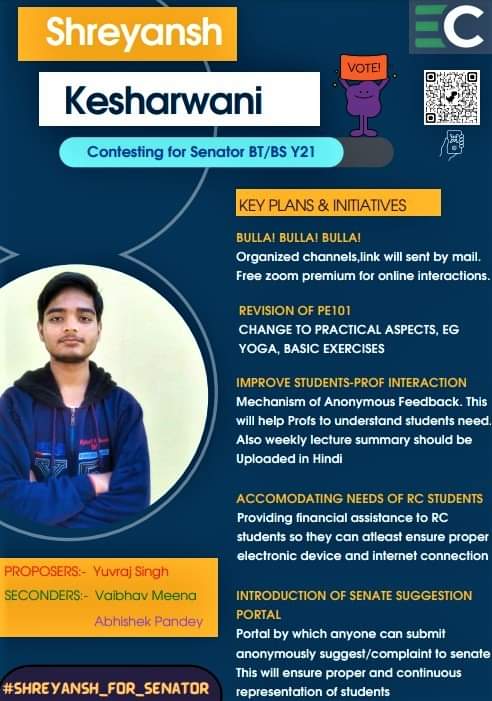 Shreyansh
EC
Kesharwani
VOTE!
Contesting for Senator BT/BS Y21
KEY PLANS & INITIATIVES
BULLA! BULLA! BULLA!
Organized channels,link will sent by mail.
Free zoom premium for online interactions.
REVISION OF PE101
CHANGE TO PRACTICAL ASPECTS, EG
YOGA, BASIC EXERCISES
IMPROVE STUDENTS-PROF INTERACTION
Mechanism of Anonymous Feedback. This
will help Profs to understand students need.
Also weekly lecture summary should be
Uploaded in Hindi
ACCOMODATING NEEDS OF RC STUDENTS
Providing financial assistance to RC
students so they can atleast ensure proper
electronic device and internet connection
INTRODUCTION OF SENATE SUGGESTION
PORTAL
Portal by which anyone can submit
anonymously suggest/complaint to senate
This will ensure proper and continuous
representation of students
PROPOSERS:- Yuvraj Singh
SECONDERS:- Vaibhav Meena
Abhishek Pandey
#SHREYANSH_FOR_SENATOR